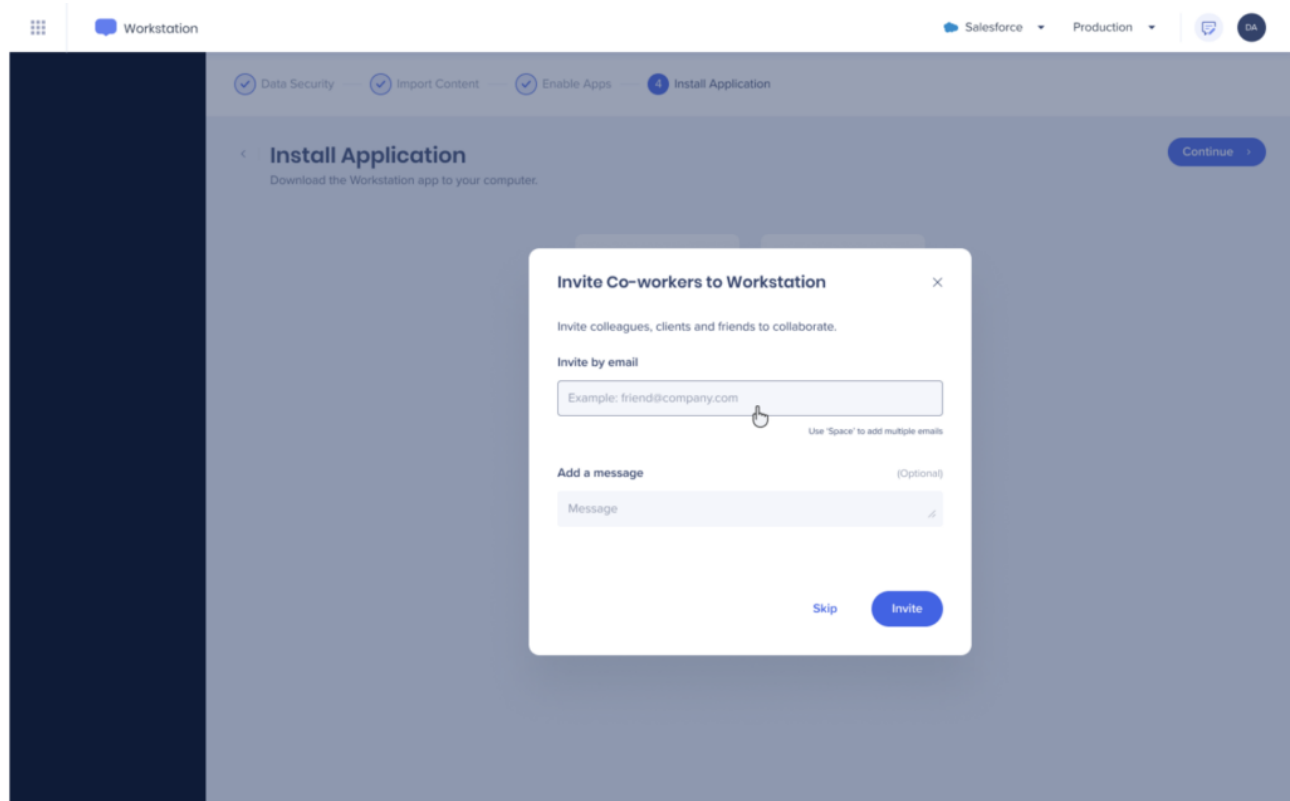 Workstation
Salesforce
Production
DA
Data Security
Import Content
Enable Apps
4 Install Application
Install Application
Continue
Download the Workstation app to your computer.
Invite Co-workers to Workstation
Invite colleagues, clients and friends to collaborate.
Invite by email
Example: friend@company.com
Use 'Space' to add multiple emails
Add a message
(Optional)
Message
Skip
Invite